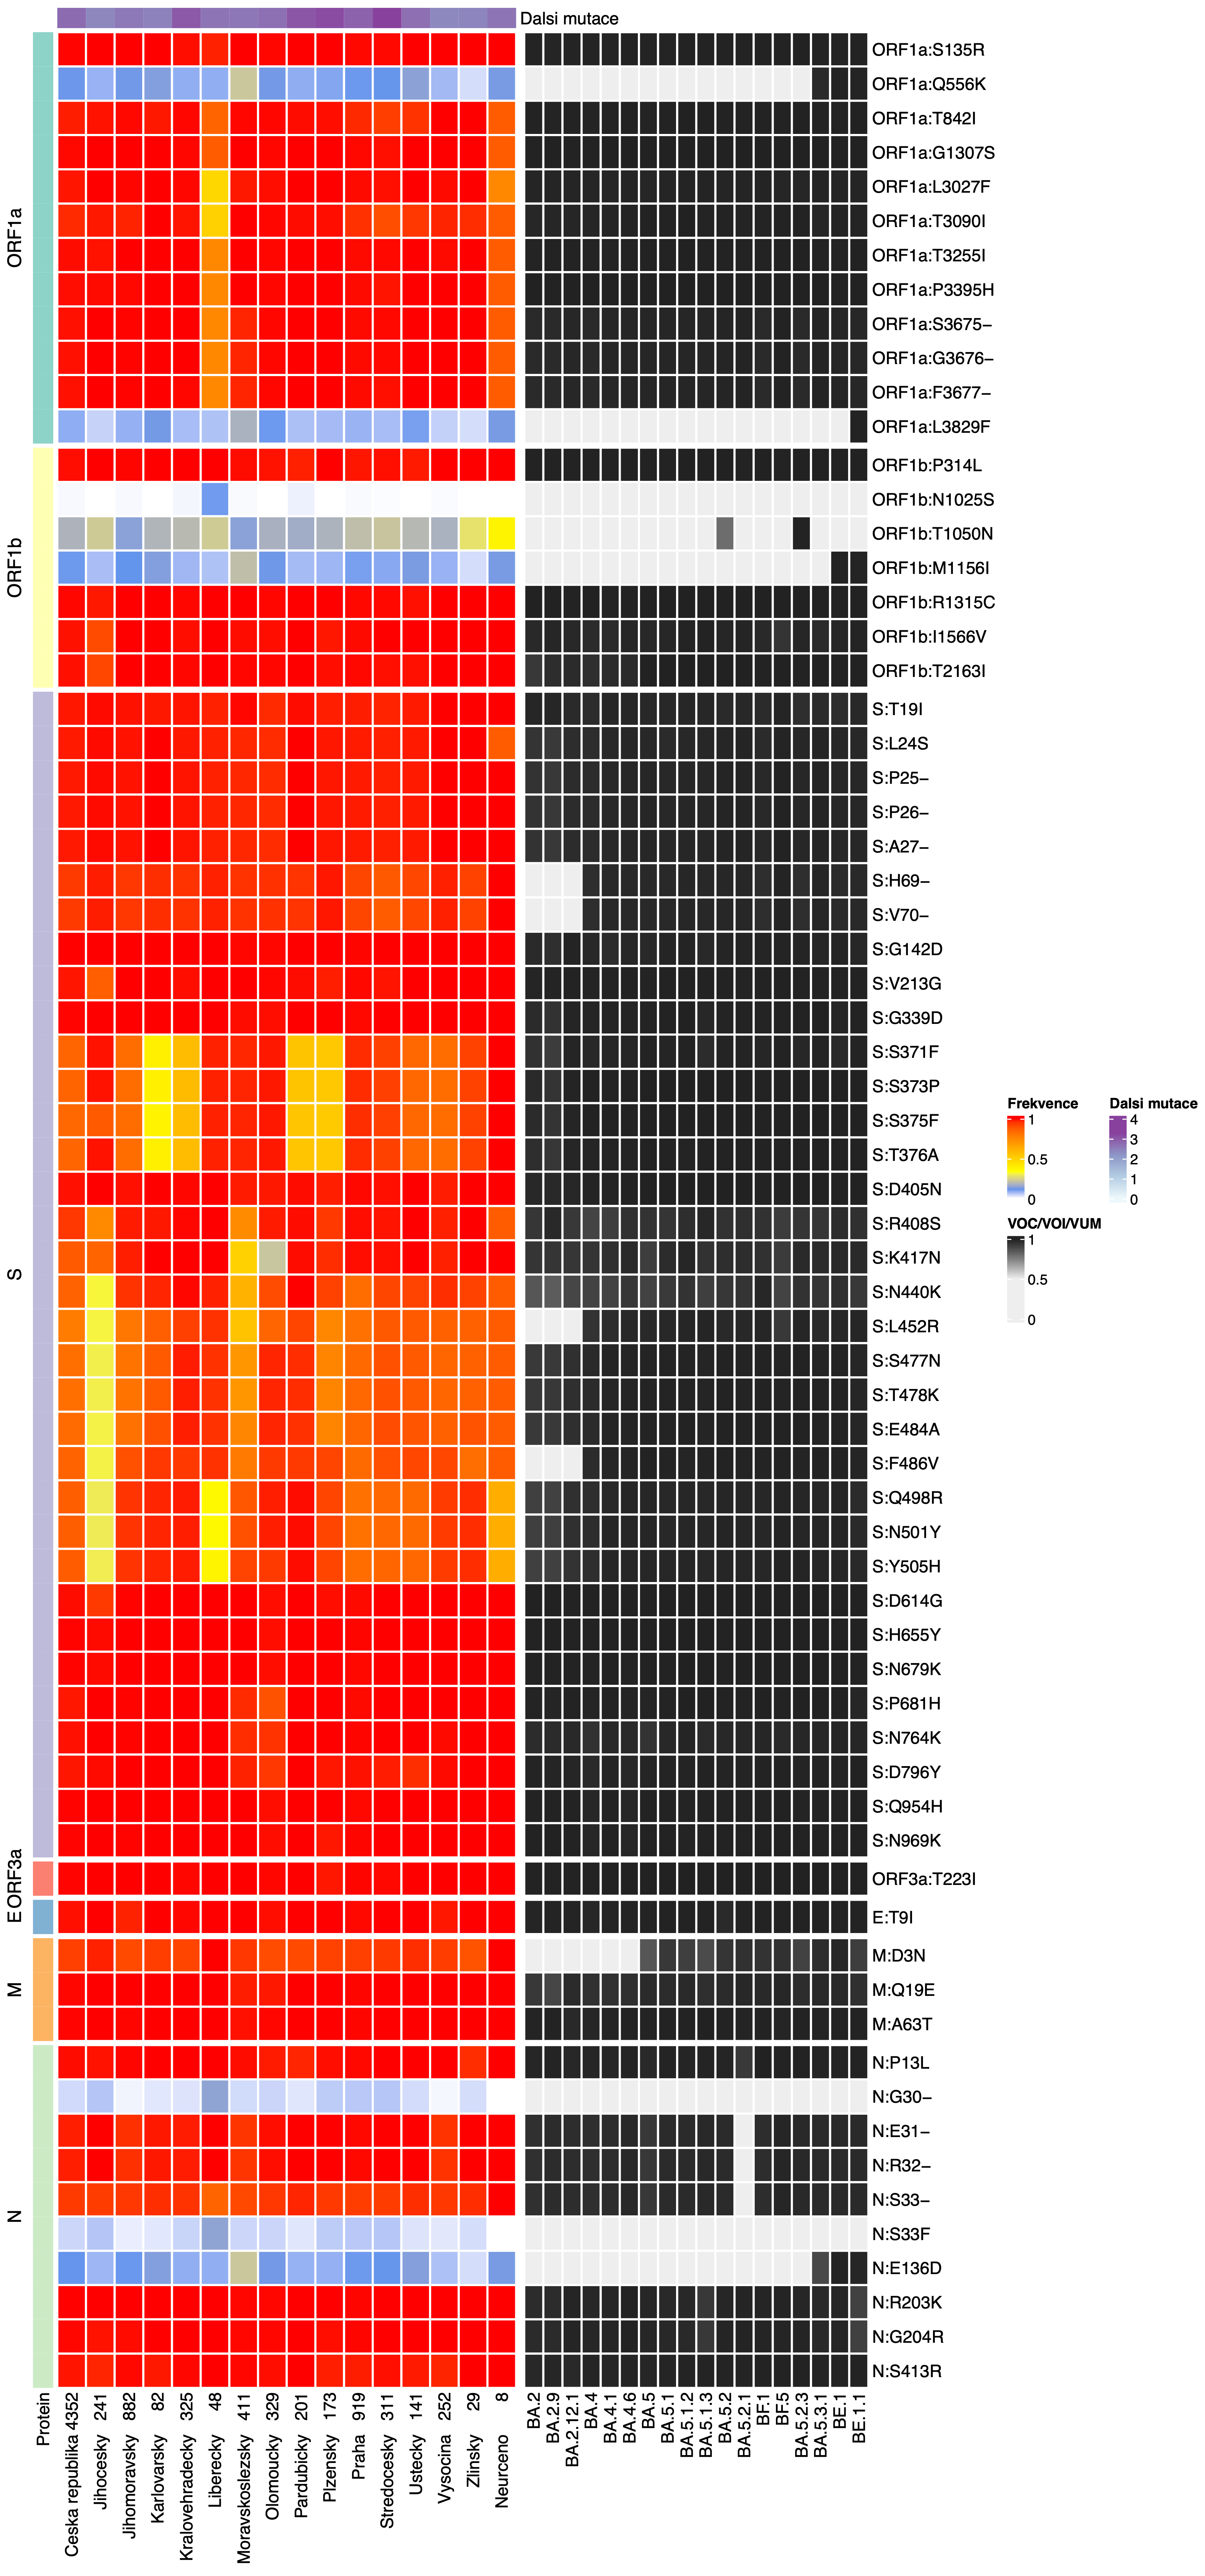 Dalsi mutace
ORF1a
ORF1a:S135R
ORF1a:Q556K
ORF1a:T842I
ORF1a:G1307S
ORF1a:L3027F
ORF1a:T3090I
ORF1a:T3255I
ORF1a:P3395H
ORF1a:S3675−
ORF1a:G3676−
ORF1a:F3677−
ORF1a:L3829F
ORF1b
ORF1b:P314L
ORF1b:N1025S
ORF1b:T1050N
ORF1b:M1156I
ORF1b:R1315C
ORF1b:I1566V
ORF1b:T2163I
S
S:T19I
S:L24S
S:P25−
S:P26−
S:A27−
S:H69−
S:V70−
S:G142D
S:V213G
S:G339D
S:S371F
S:S373P
S:S375F
S:T376A
S:D405N
S:R408S
S:K417N
S:N440K
S:L452R
S:S477N
S:T478K
S:E484A
S:F486V
S:Q498R
S:N501Y
S:Y505H
S:D614G
S:H655Y
S:N679K
S:P681H
S:N764K
S:D796Y
S:Q954H
S:N969K
ORF3a
ORF3a:T223I
E
E:T9I
M
M:D3N
M:Q19E
M:A63T
N
N:P13L
N:G30−
N:E31−
N:R32−
N:S33−
N:S33F
N:E136D
N:R203K
N:G204R
N:S413R
Protein
Ceska republika 4352
Jihocesky 241
Jihomoravsky 882
Karlovarsky 82
Kralovehradecky 325
Liberecky 48
Moravskoslezsky 411
Olomoucky 329
Pardubicky 201
Plzensky 173
Praha 919
Stredocesky 311
Ustecky 141
Vysocina 252
Zlinsky 29
Neurceno 8
BA.2
BA.2.9
BA.2.12.1
BA.4
BA.4.1
BA.4.6
BA.5
BA.5.1
BA.5.1.2
BA.5.1.3
BA.5.2
BA.5.2.1
BF.1
BF.5
BA.5.2.3
BA.5.3.1
BE.1
BE.1.1
Frekvence
1
0.5
0
Dalsi mutace
4
3
2
1
0
VOC/VOI/VUM
1
0.5
0